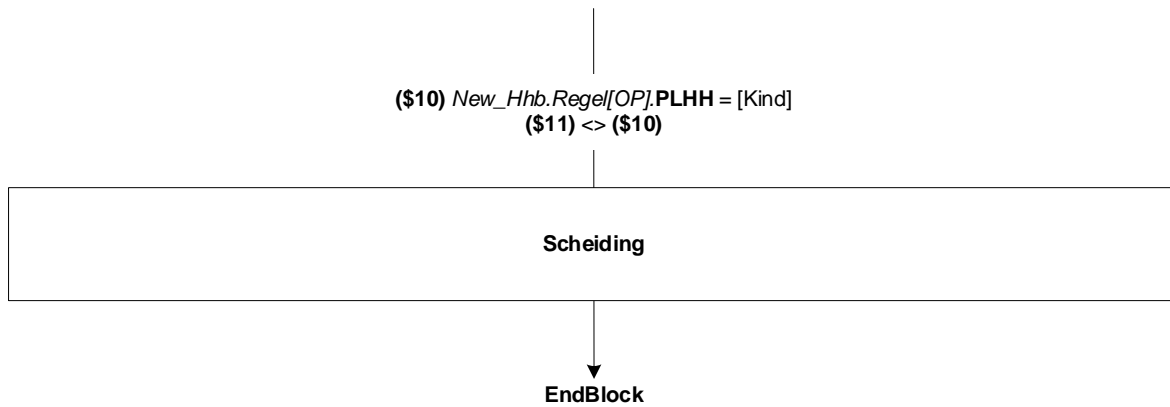 ($10) New_Hhb.Regel[OP].PLHH = [Kind]
($11) <> ($10)
Scheiding
EndBlock